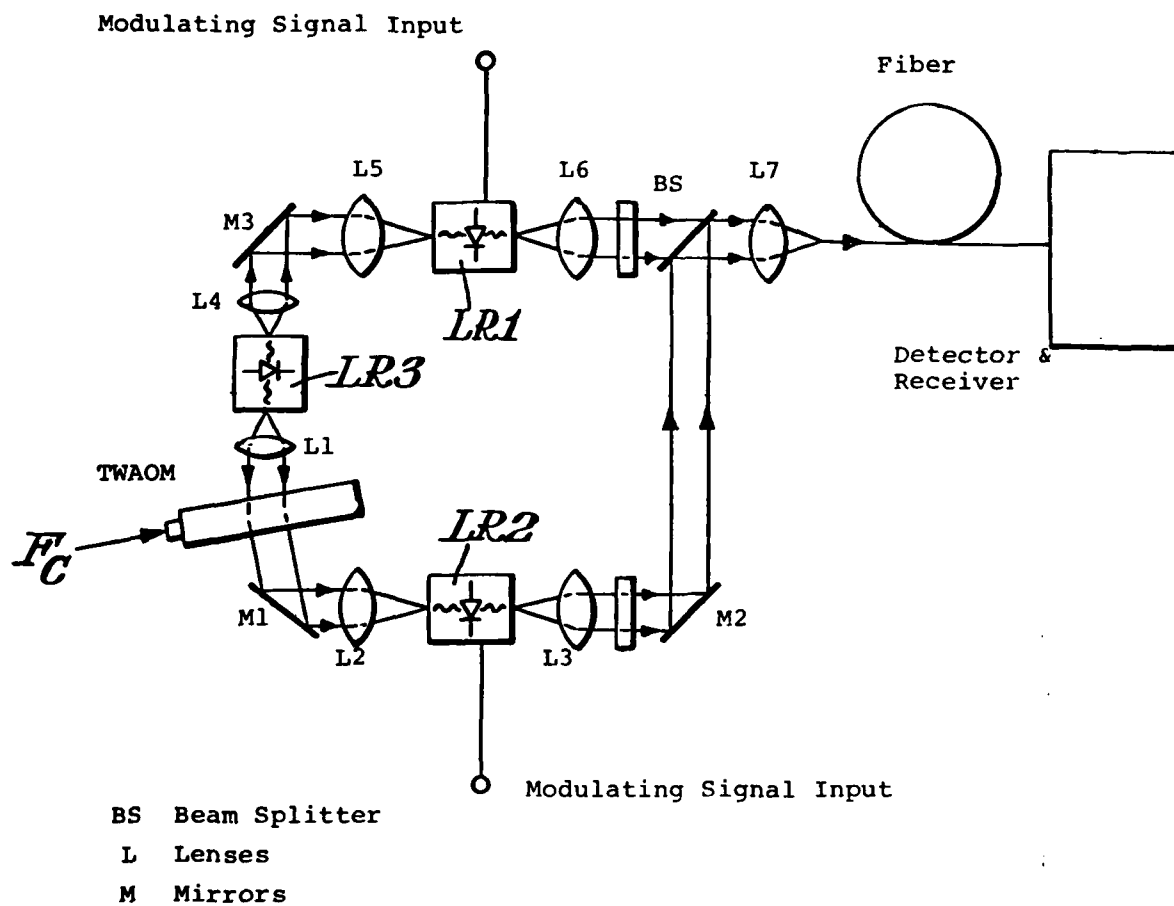 Modulating Signal Input
Fiber
L5
L6
BS
L7
M3
L4
LR1
LR3
Detector &
Receiver
L1
TWAOM
LR2
FC
M1
L2
L3
M2
Modulating Signal Input
BS Beam Splitter
L Lenses
M Mirrors